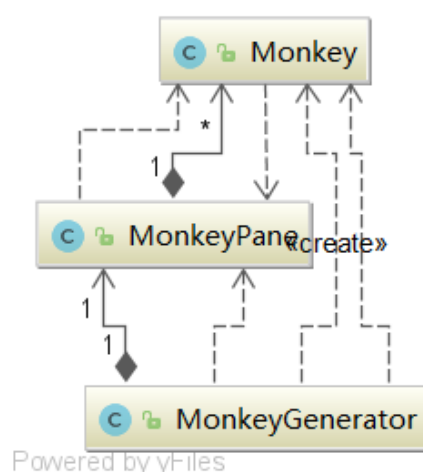 C Monkey
*
1
C MonkeyPane
«create»
1
1
C MonkeyGenerator
Powered by yFiles